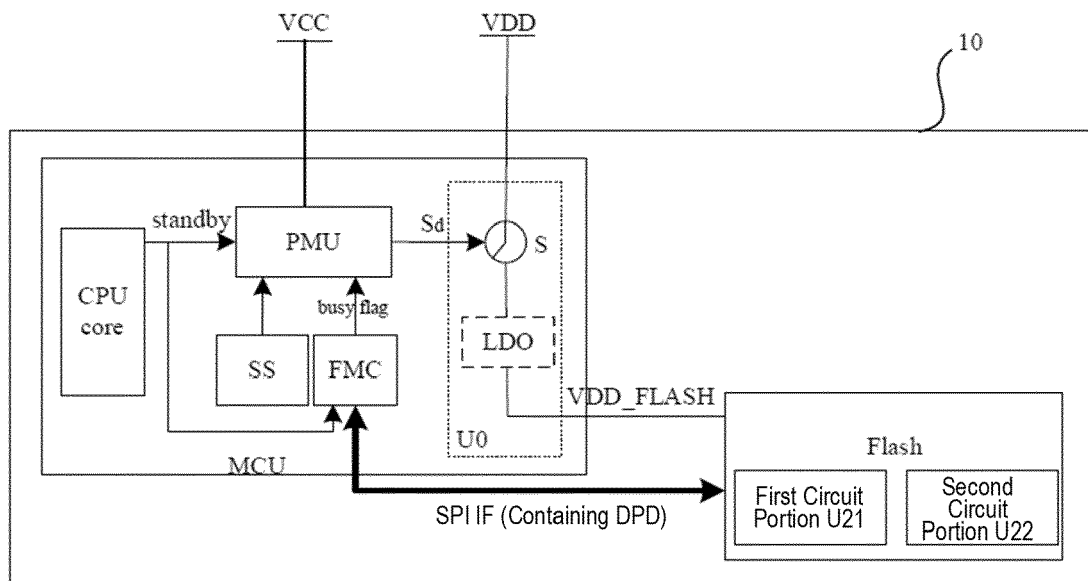 VCC
VDD
10
standby
PMU
Sd
S
CPU
core
busy flag
LDO
SS
FMC
VDD_FLASH
U0
MCU
Flash
First Circuit
Portion U21
Second
Circuit
Portion U22
SPI IF (Containing DPD)